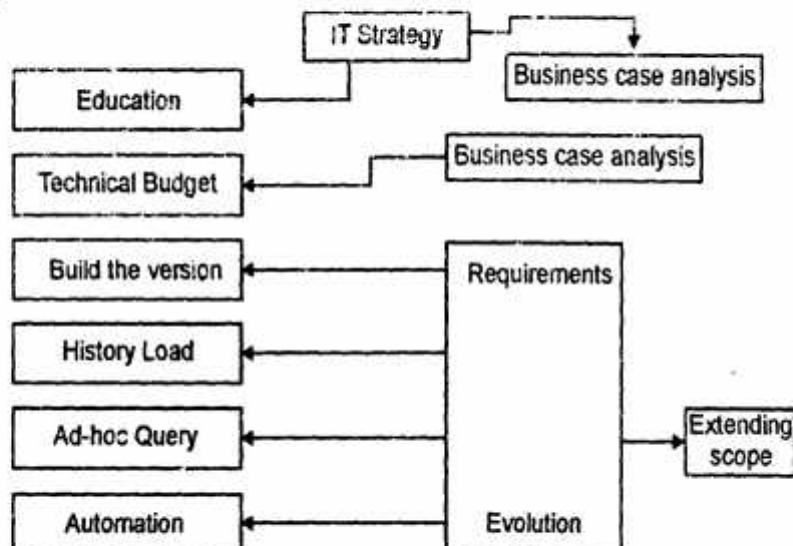 IT Strategy
Business case analysis
Education
Business case analysis
Technical Budget
Build the version
Requirements
History Load
Ad-hoc Query
Extending
scope
Automation
Evolution